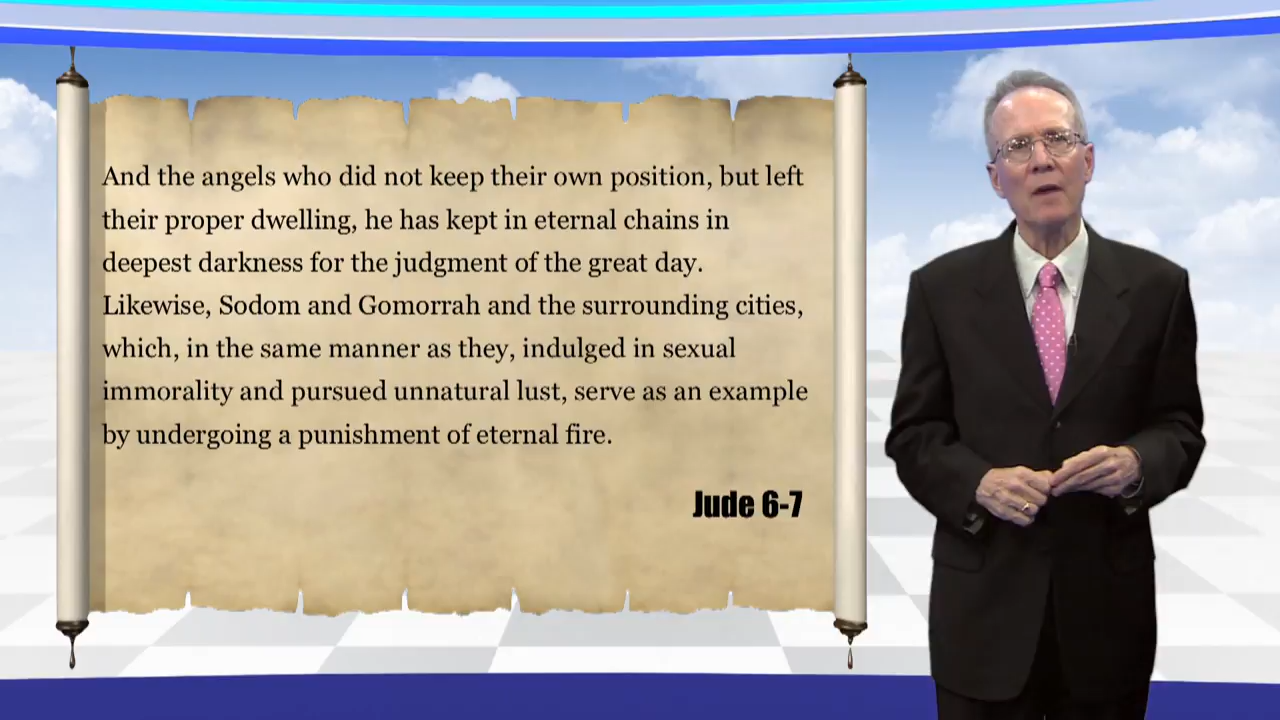 And the angels who did not keep their own position, but left
their proper dwelling, he has kept in eternal chains in
deepest darkness for the judgment of the great day.
Likewise, Sodom and Gomorrah and the surrounding cities,
which, in the same manner as they, indulged in sexual
immorality and pursued unnatural lust, serve as an example
by undergoing a punishment of eternal fire.
Jude 6-7